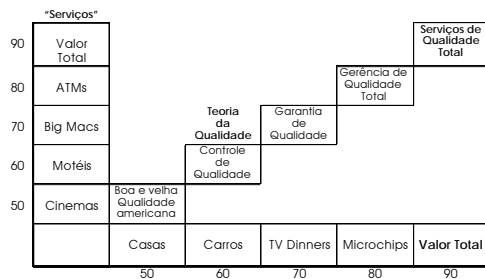 "Serviços"
90
Valor
Total
Serviços de
Qualidade
Total
80
ATMs
Gerência de
Qualidade
Total
70
Big Macs
Teoria
da
Qualidade
Garantia
de
Qualidade
60
Motéis
Controle
de
Qualidade
50
Cinemas
Boa e velha
Qualidade
americana
Casas
Carros
TV Dinners
Microchips
Valor Total
50
60
70
80
90